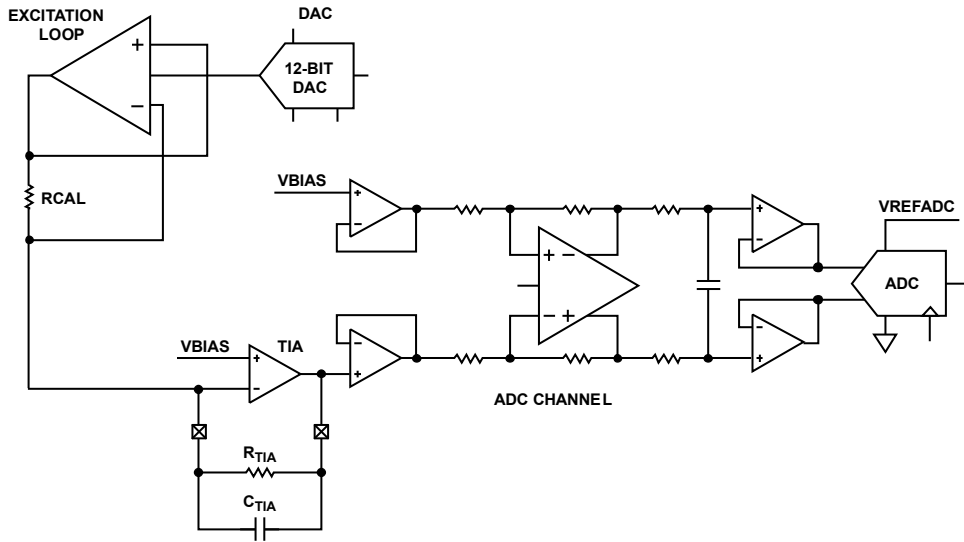 EXCITATION
LOOP
+
−
DAC
12-BIT
DAC
RCAL
VBIAS
+
−
+ −
− +
+
−
VREFADC
ADC
−
+
VBIAS
TIA
+
−
−
+
ADC CHANNEL
RTIA
CTIA